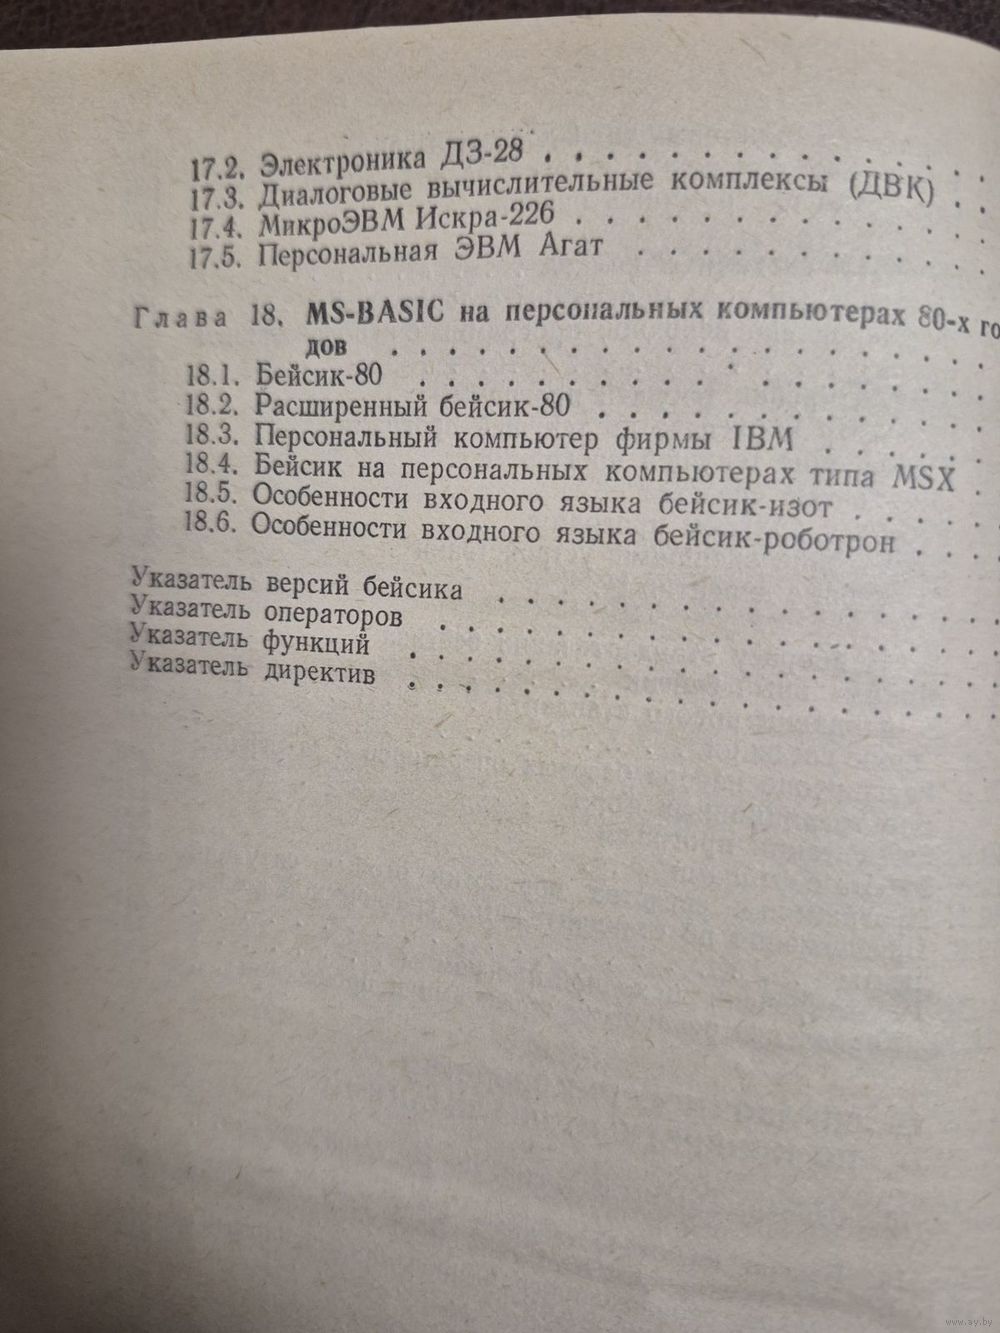 17.2. Электроника ДЗ-28 . . . . . . . . . . . . . .
17.3. Диалоговые вычислительные комплексы (ДВК) . .
17.4. МикроЭВМ Искра-226 . . . . . . . . . . . . . .
17.5. Персональная ЭВМ Агат . . . . . . . . . . . .
Глава 18. MS-BASIC на персональных компьютерах 80-х го
дов . . . . . . . . . . . . . . . . . . . . .
18.1. Бейсик-80 . . . . . . . . . . . . . . . . . . . .
18.2. Расширенный бейсик-80 . . . . . . . . . . . . .
18.3. Персональный компьютер фирмы IBM . . . . . .
18.4. Бейсик на персональных компьютерах типа MSX .
18.5. Особенности входного языка бейсик-изот . . . . .
18.6. Особенности входного языка бейсик-роботрон . . .
Указатель версий бейсика . . . . . . . . . . . . . . . . .
Указатель операторов . . . . . . . . . . . . . . . . . . .
Указатель функций . . . . . . . . . . . . . . . . . . . .
Указатель директив . . . . . . . . . . . . . . . . . . . .
www.ay.by